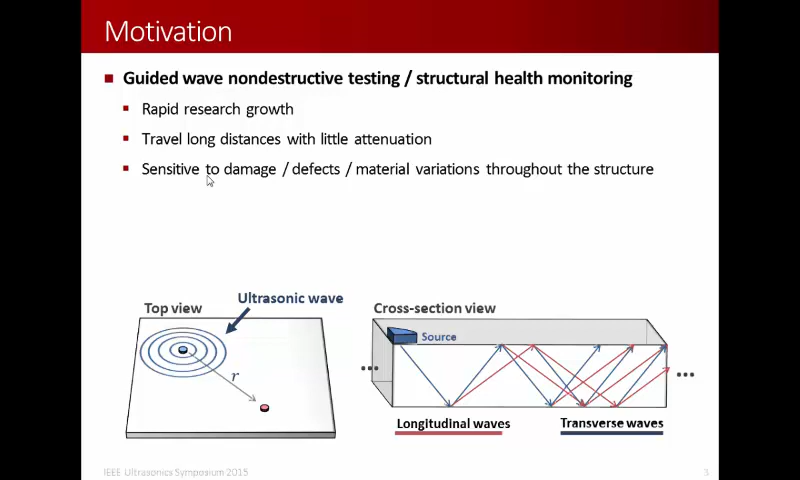 Motivation
Guided wave nondestructive testing / structural health monitoring
Rapid research growth
Travel long distances with little attenuation
Sensitive to damage / defects / material variations throughout the structure
Top view
Ultrasonic wave
r
Cross-section view
Source
...
...
Longitudinal waves
Transverse waves
IEEE Ultrasonics Symposium 2015
3